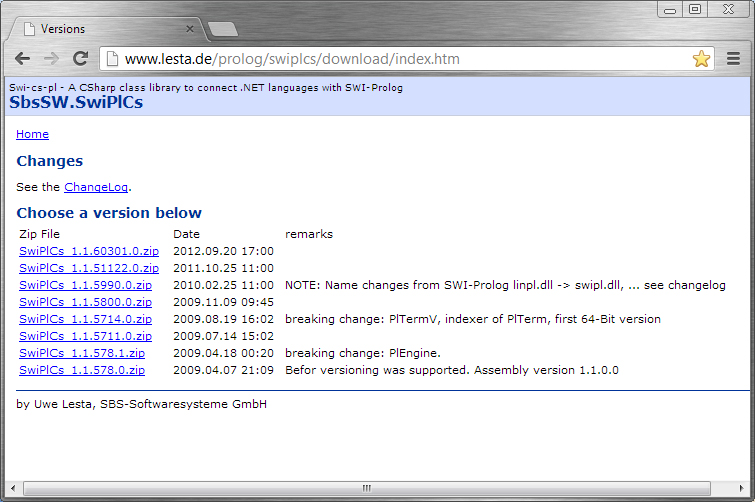 Versions
www.lesta.de/prolog/swiplcs/download/index.htm
Swi-cs-pl - A CSharp class library to connect .NET languages with SWI-Prolog
SbsSW.SwiPlCs
Home
Changes
See the ChangeLog.
Choose a version below
Zip File Date remarks
SwiPlCs_1.1.60301.0.zip 2012.09.20 17:00
SwiPlCs_1.1.51122.0.zip 2011.10.25 11:00
SwiPlCs_1.1.5990.0.zip 2010.02.25 11:00 NOTE: Name changes from SWI-Prolog linpl.dll -> swipl.dll, ... see changelog
SwiPlCs_1.1.5800.0.zip 2009.11.09 09:45
SwiPlCs_1.1.5714.0.zip 2009.08.19 16:02 breaking change: PlTermV, indexer of PlTerm, first 64-Bit version
SwiPlCs_1.1.5711.0.zip 2009.07.14 15:02
SwiPlCs_1.1.578.1.zip 2009.04.18 00:20 breaking change: PlEngine.
SwiPlCs_1.1.578.0.zip 2009.04.07 21:09 Befor versioning was supported. Assembly version 1.1.0.0
by Uwe Lesta, SBS-Softwaresysteme GmbH